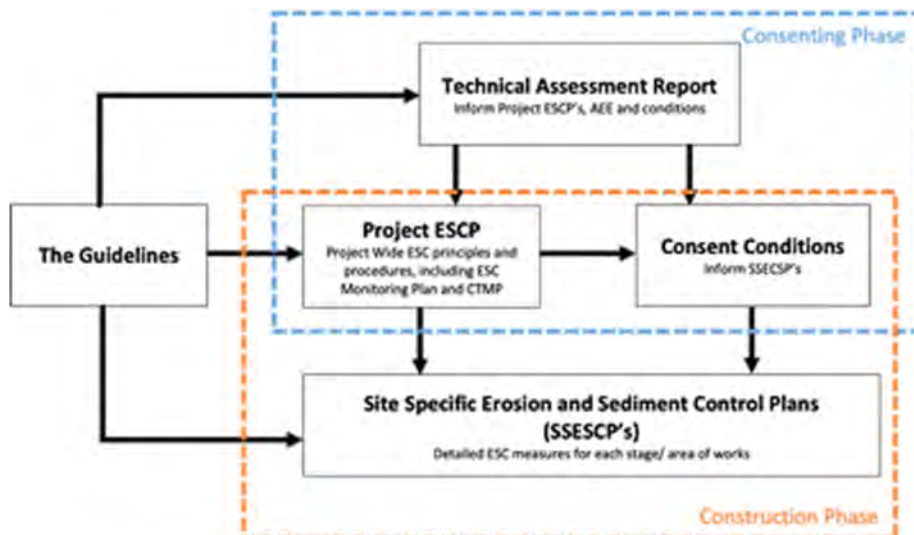 Consenting Phase
Technical Assessment Report
Inform Project ESCP's, AEE and conditions
The Guidelines
Project ESCP
Project Wide ESC principles and
procedures, including ESC
Monitoring Plan and CTMP
Consent Conditions
Inform SSECSP's
Site Specific Erosion and Sediment Control Plans
(SSESCP's)
Detailed ESC measures for each stage/ area of works
Construction Phase